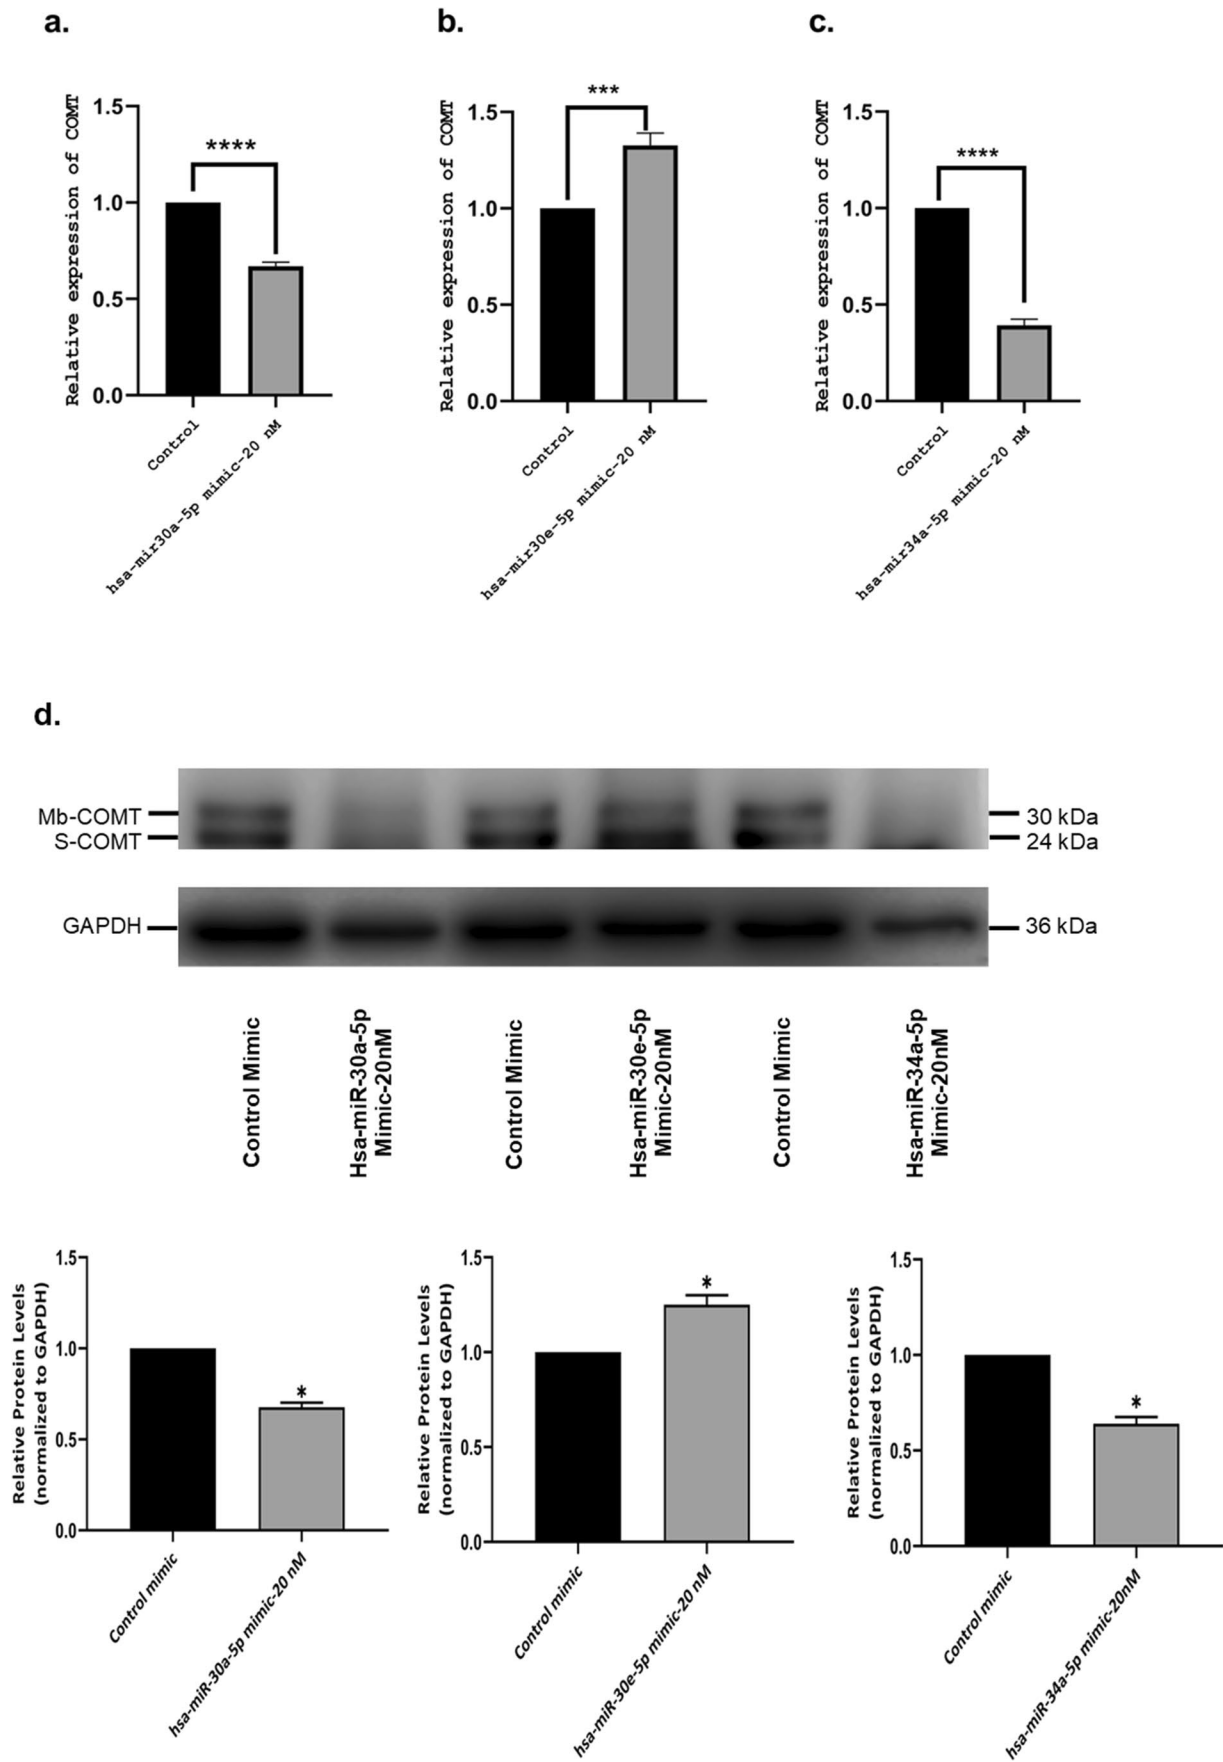 a.
b.
c.
Relative expression of COMT
1.5
1.0
0.5
0.0
****
Control
hsa-mir30a-5p mimic-20 nM
Relative expression of COMT
1.5
1.0
0.5
0.0
***
Control
hsa-mir30e-5p mimic-20 nM
Relative expression of COMT
1.5
1.0
0.5
0.0
****
Control
hsa-mir34a-5p mimic-20 nM
d.
Mb-COMT
30 kDa
S-COMT
24 kDa
GAPDH
36 kDa
Control Mimic
Hsa-miR-30a-5p
Mimic-20nM
Control Mimic
Hsa-miR-30e-5p
Mimic-20nM
Control Mimic
Hsa-miR-34a-5p
Mimic-20nM
Relative Protein Levels
(normalized to GAPDH)
1.5
1.0
0.5
0.0
*
Control mimic
hsa-miR-30a-5p mimic-20 nM
Relative Protein Levels
(normalized to GAPDH)
1.5
1.0
0.5
0.0
*
Control mimic
hsa-miR-30e-5p mimic-20 nM
Relative Protein Levels
(normalized to GAPDH)
1.5
1.0
0.5
0.0
*
Control mimic
hsa-miR-34a-5p mimic-20nM